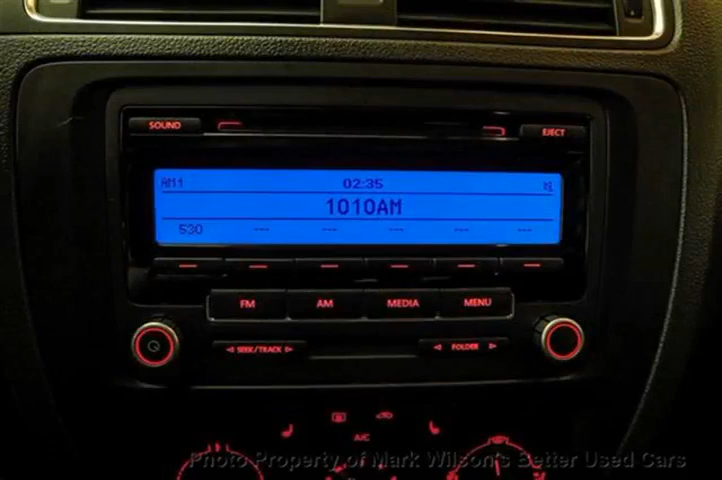 SOUND
EJECT
AM1 02:35
1010AM
530 --- --- --- --- ---
FM AM MEDIA MENU
SEEK/TRACK FOLDER
A/C
Photo Property of Mark Wilson's Better Used Cars